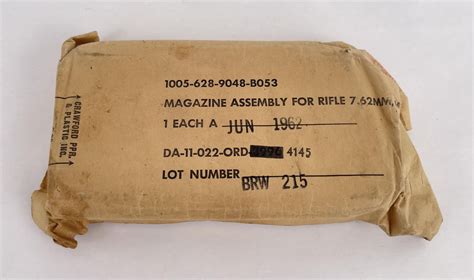 1005-628-9048-B053
MAGAZINE ASSEMBLY FOR RIFLE 7.62M/M
1 EACH A JUN 1962
DA-11-022-ORD- 4145
LOT NUMBER BRW 215
CRAWFORD PPR.
& PLASTIC INC.